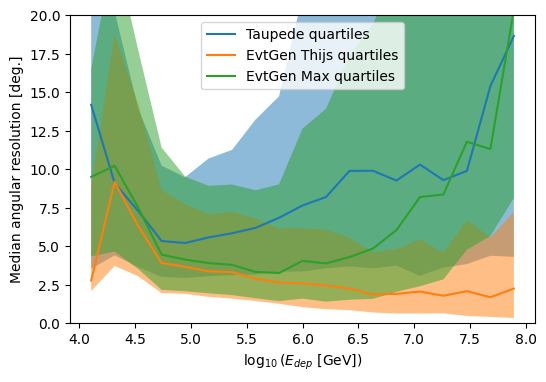 Taupede quartiles
EvtGen Thijs quartiles
EvtGen Max quartiles
Median angular resolution [deg.]
20.0
17.5
15.0
12.5
10.0
7.5
5.0
2.5
0.0
4.0 4.5 5.0 5.5 6.0 6.5 7.0 7.5 8.0
log₁₀(E_dep [GeV])